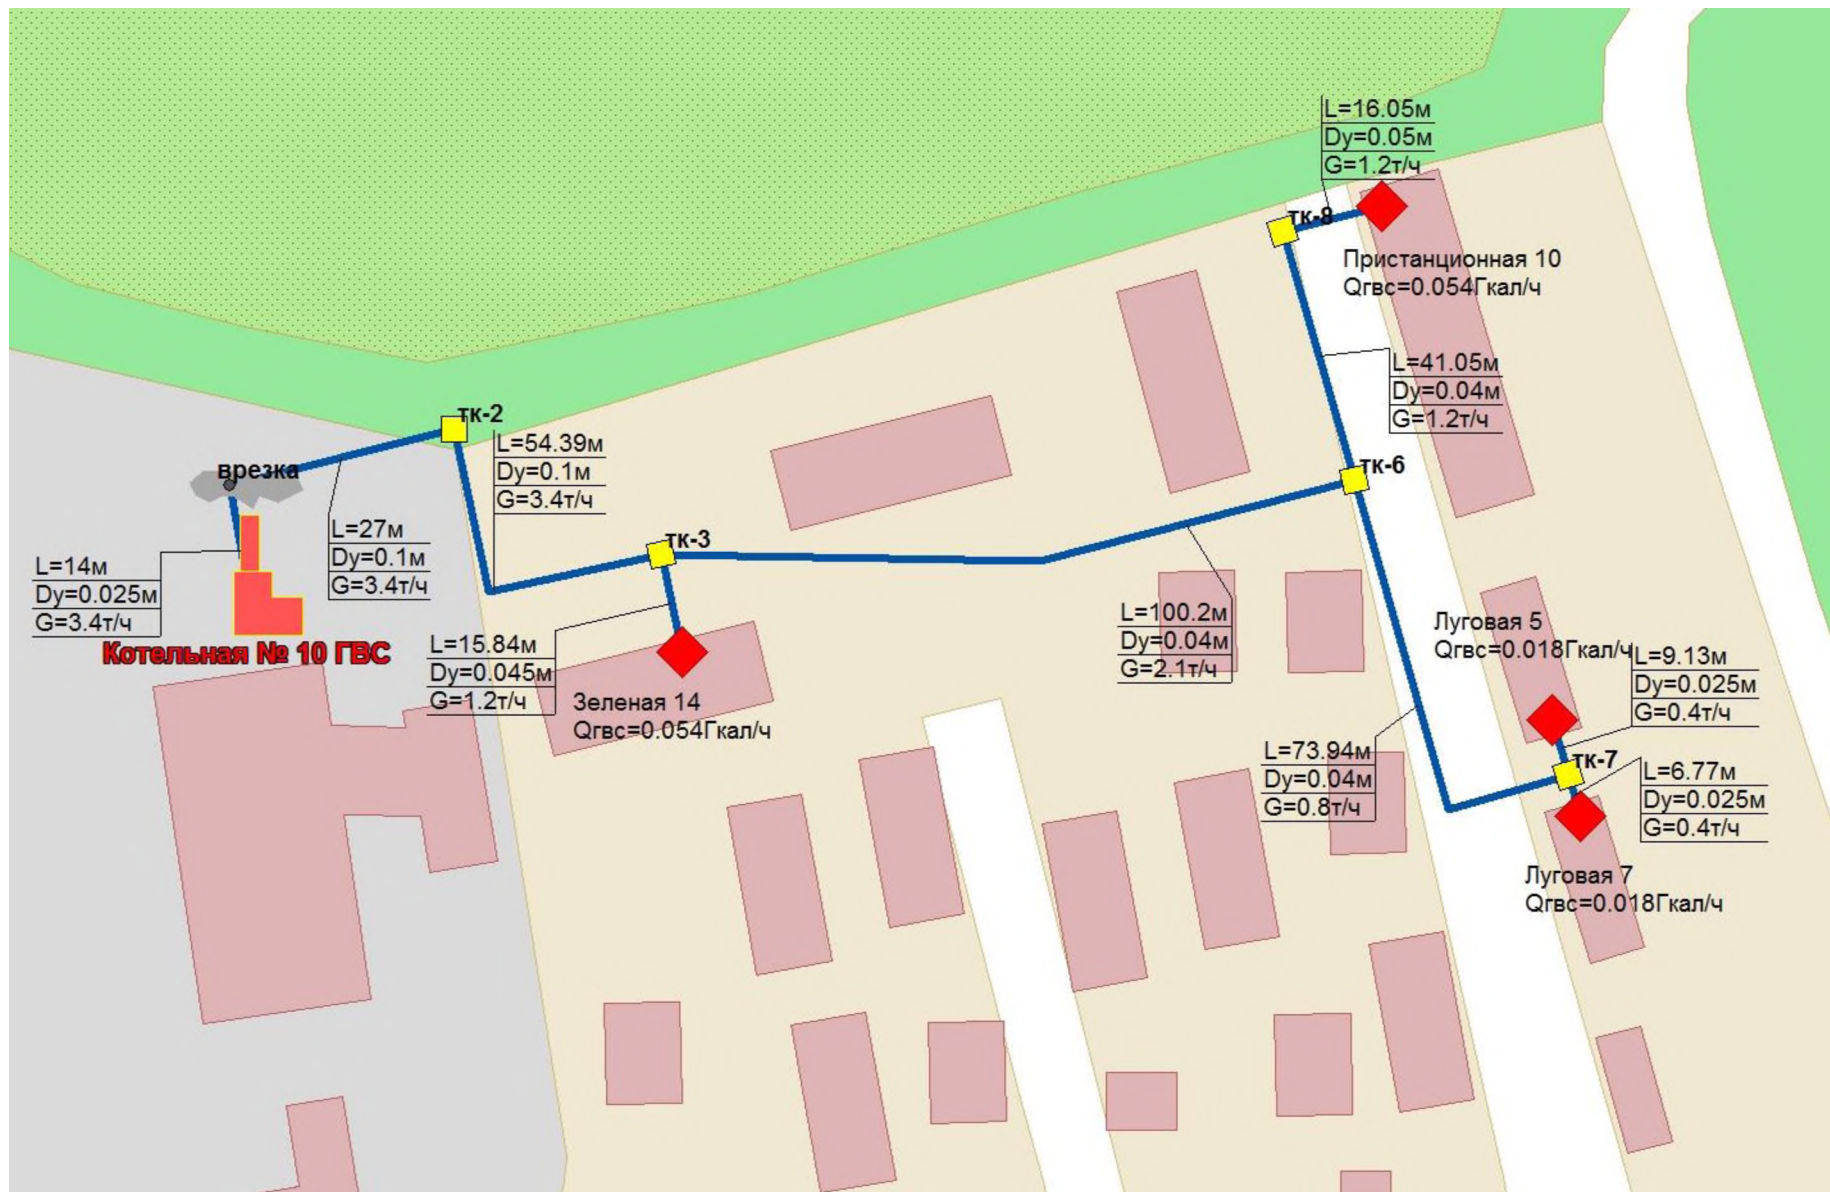 L=16.05м
Dy=0.05м
G=1.2т/ч
тк-8
Пристанционная 10
Qгвс=0.054Гкал/ч
L=41.05м
Dy=0.04м
G=1.2т/ч
тк-2
L=54.39м
Dy=0.1м
G=3.4т/ч
врезка
тк-6
L=27м
Dy=0.1м
G=3.4т/ч
тк-3
L=14м
Dy=0.025м
G=3.4т/ч
Котельная № 10 ГВС
L=15.84м
Dy=0.045м
G=1.2т/ч
Зеленая 14
Qгвс=0.054Гкал/ч
L=100.2м
Dy=0.04м
G=2.1т/ч
Луговая 5
Qгвс=0.018Гкал/ч
L=9.13м
Dy=0.025м
G=0.4т/ч
L=73.94м
Dy=0.04м
G=0.8т/ч
тк-7
L=6.77м
Dy=0.025м
G=0.4т/ч
Луговая 7
Qгвс=0.018Гкал/ч